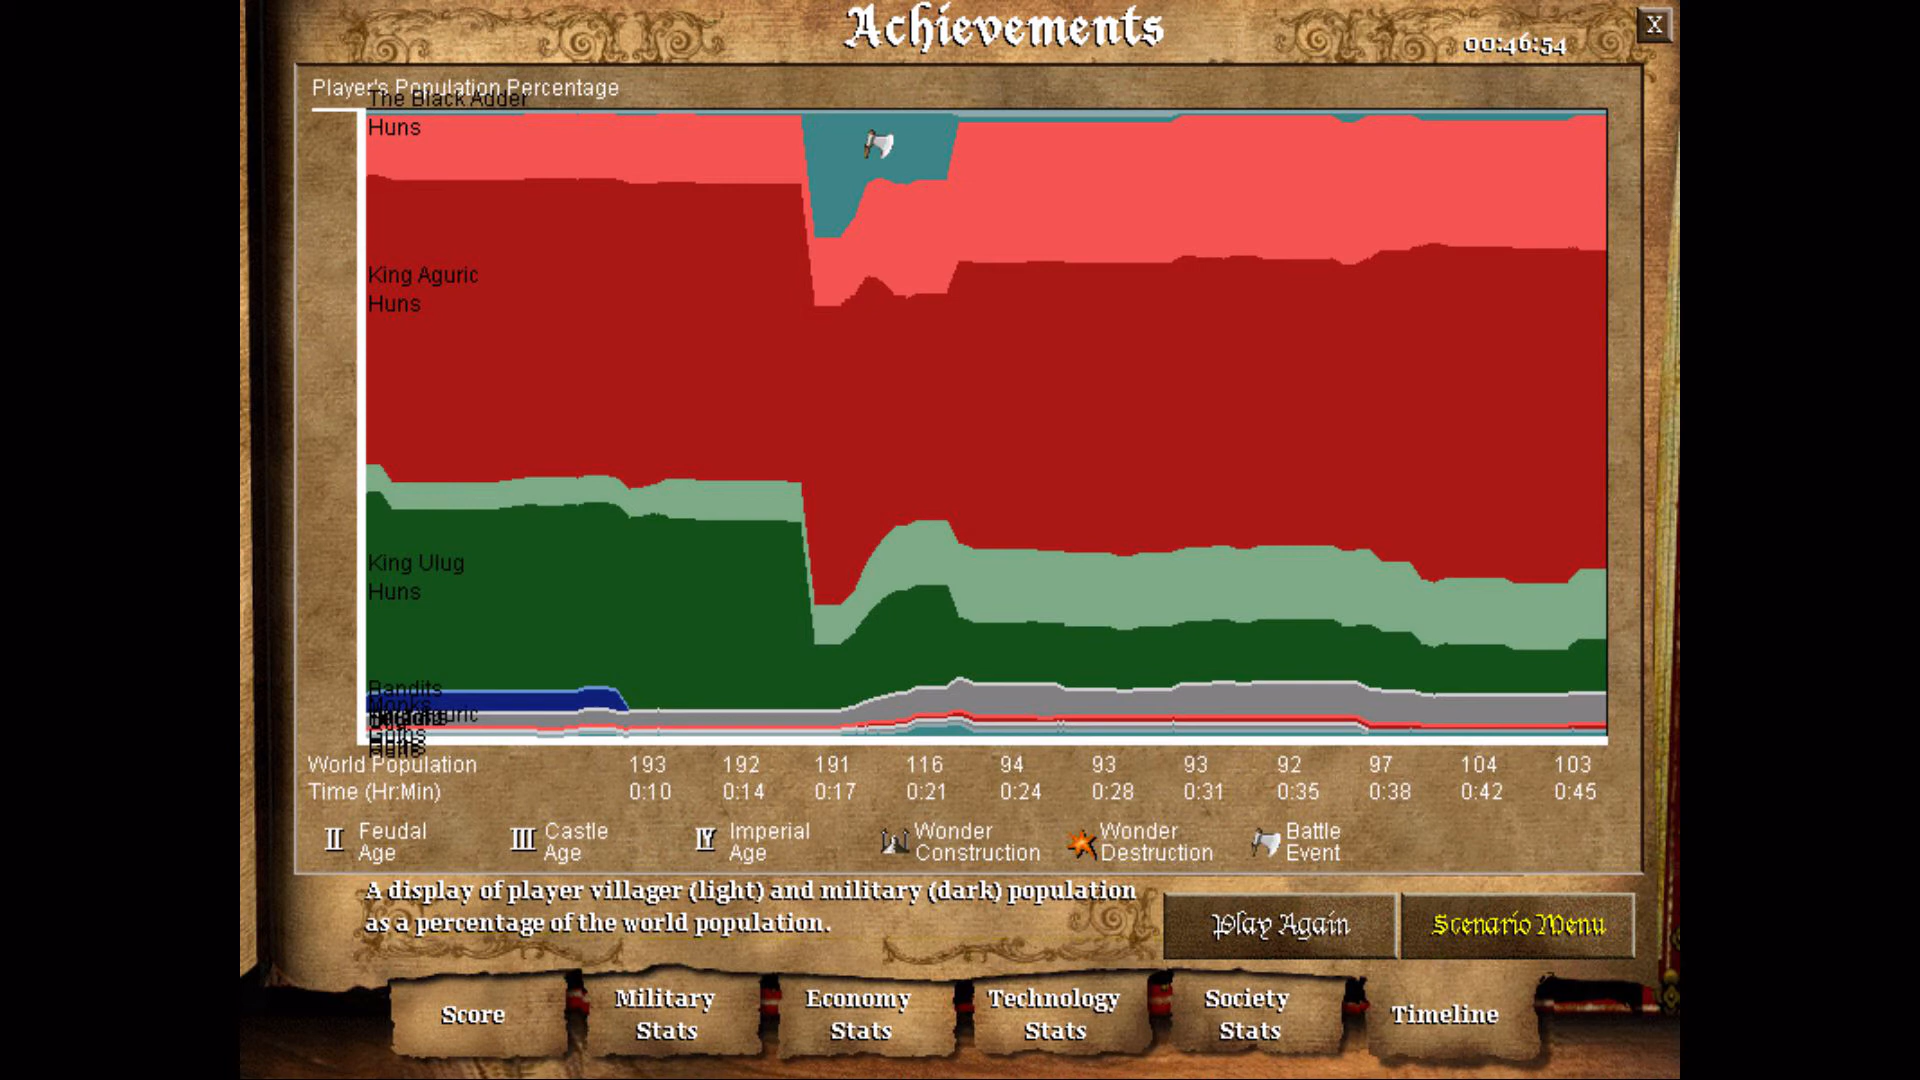 Achievements
00:46:54
X
Player's Population Percentage
The Black Adder
Huns
King Aguric
Huns
King Ulug
Huns
Bandits
Monks
World Population 193 192 191 116 94 93 93 92 97 104 103
Time (Hr:Min) 0:10 0:14 0:17 0:21 0:24 0:28 0:31 0:35 0:38 0:42 0:45
II Feudal Age
III Castle Age
IV Imperial Age
Wonder Construction
Wonder Destruction
Battle Event
A display of player villager (light) and military (dark) population
as a percentage of the world population.
Play Again
Scenario Menu
Score
Military Stats
Economy Stats
Technology Stats
Society Stats
Timeline